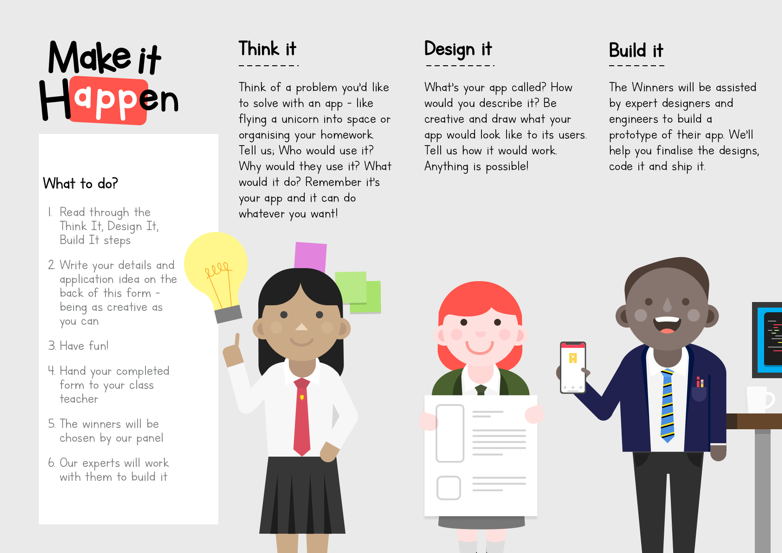 Make it
Happen
What to do?
1. Read through the
Think It, Design It,
Build It steps
2. Write your details and
application idea on the
back of this form -
being as creative as
you can
3. Have fun!
4. Hand your completed
form to your class
teacher
5. The winners will be
chosen by our panel
6. Our experts will work
with them to build it
Think it
Think of a problem you'd like
to solve with an app - like
flying a unicorn into space or
organising your homework.
Tell us; Who would use it?
Why would they use it? What
would it do? Remember it's
your app and it can do
whatever you want!
Design it
What's your app called? How
would you describe it? Be
creative and draw what your
app would look like to its users.
Tell us how it would work.
Anything is possible!
Build it
The Winners will be assisted
by expert designers and
engineers to build a
prototype of their app. We'll
help you finalise the designs,
code it and ship it.